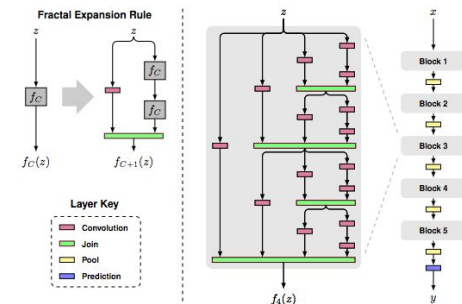 Fractal Expansion Rule
z
f_C
f_C(z)
z
f_C
f_C
f_{C+1}(z)
Layer Key
Convolution
Join
Pool
Prediction
z
f_4(z)
x
Block 1
Block 2
Block 3
Block 4
Block 5
y